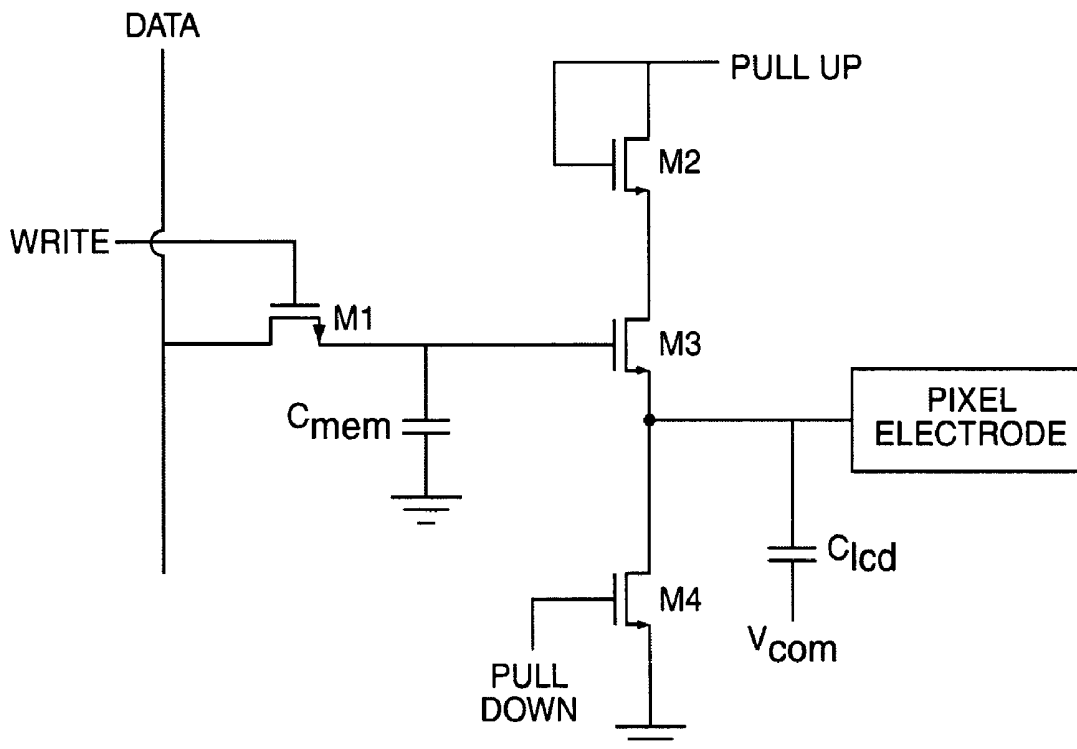 DATA
PULL UP
M2
WRITE
M1
M3
Cmem
PIXEL
ELECTRODE
Clcd
M4
Vcom
PULL
DOWN